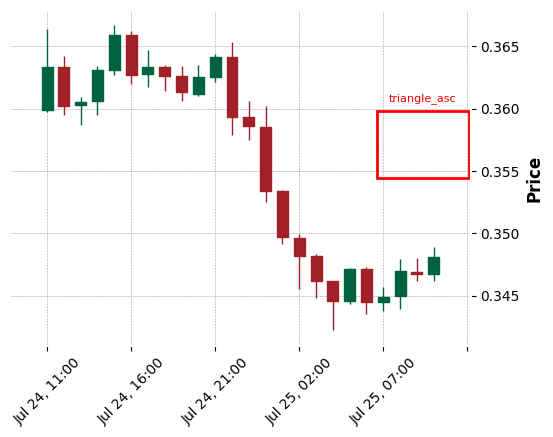 triangle_asc
0.365
0.360
0.355
0.350
0.345
Price
Jul 24, 11:00
Jul 24, 16:00
Jul 24, 21:00
Jul 25, 02:00
Jul 25, 07:00